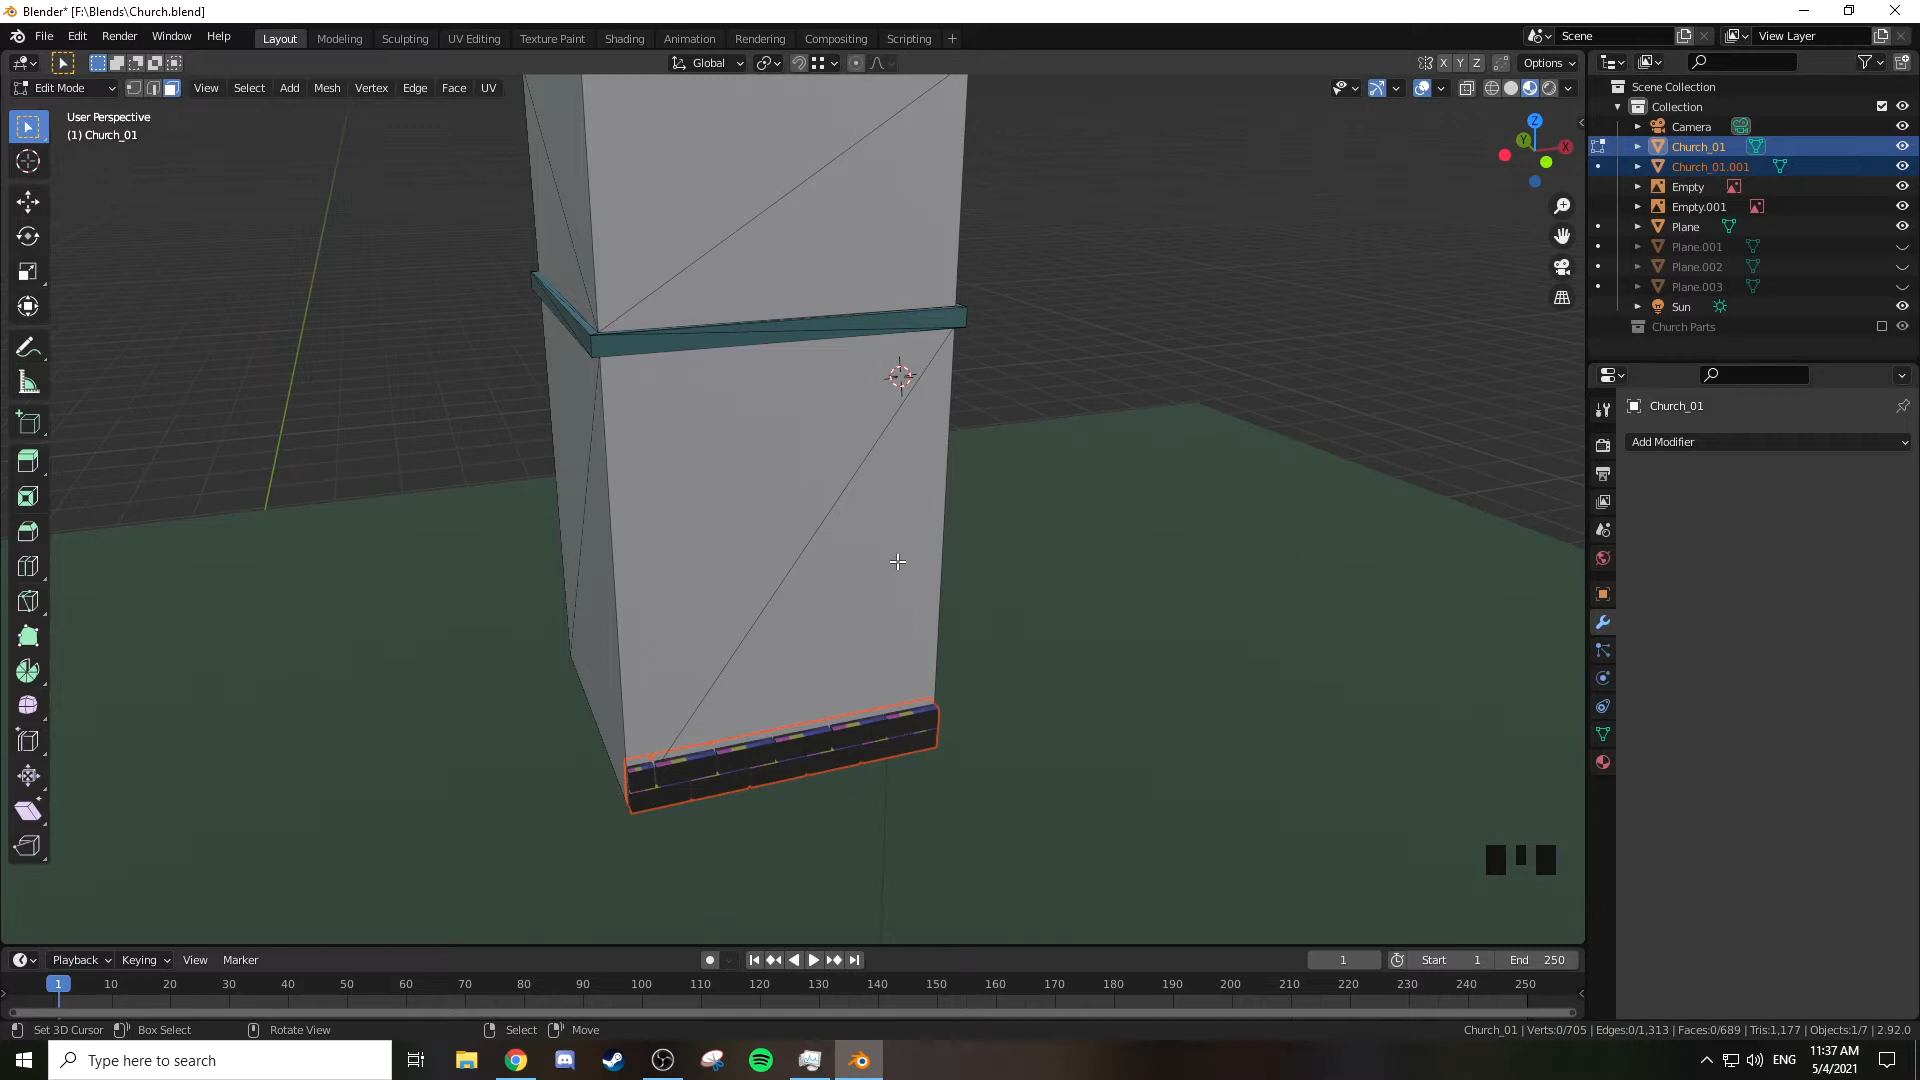 Blender* [F:\Blends\Church.blend]
File Edit Render Window Help Layout Modeling Sculpting UV Editing Texture Paint Shading Animation Rendering Compositing Scripting + Scene View Layer
Global X Y Z Options
Edit Mode View Select Add Mesh Vertex Edge Face UV
User Perspective
(1) Church_01
Z
Y
X
Scene Collection
Collection
Camera
Church_01
Church_01.001
Empty
Empty.001
Plane
Plane.001
Plane.002
Plane.003
Sun
Church Parts
Church_01
Add Modifier
Playback Keying View Marker 1 Start 1 End 250
1 10 20 30 40 50 60 70 80 90 100 110 120 130 140 150 160 170 180 190 200 210 220 230 240 250
Set 3D Cursor Box Select Rotate View Select Move Church_01 | Verts:0/705 | Edges:0/1,313 | Faces:0/689 | Tris:1,177 | Objects:1/7 | 2.92.0
Type here to search ENG 11:37 AM
5/4/2021